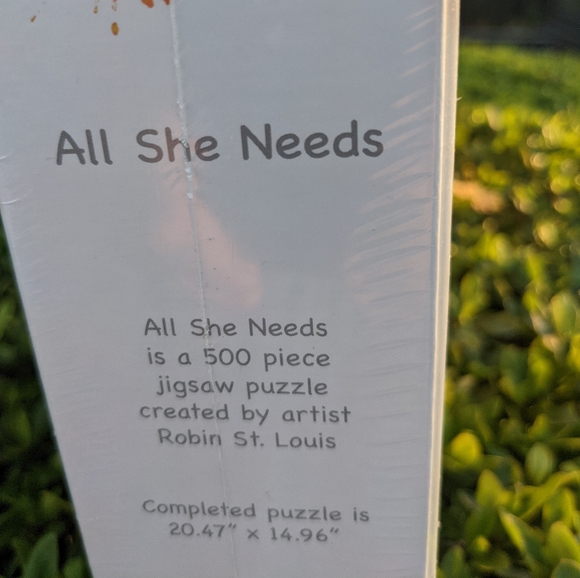 All She Needs
All She Needs
is a 500 piece
jigsaw puzzle
created by artist
Robin St. Louis
Completed puzzle is
20.47" x 14.96"